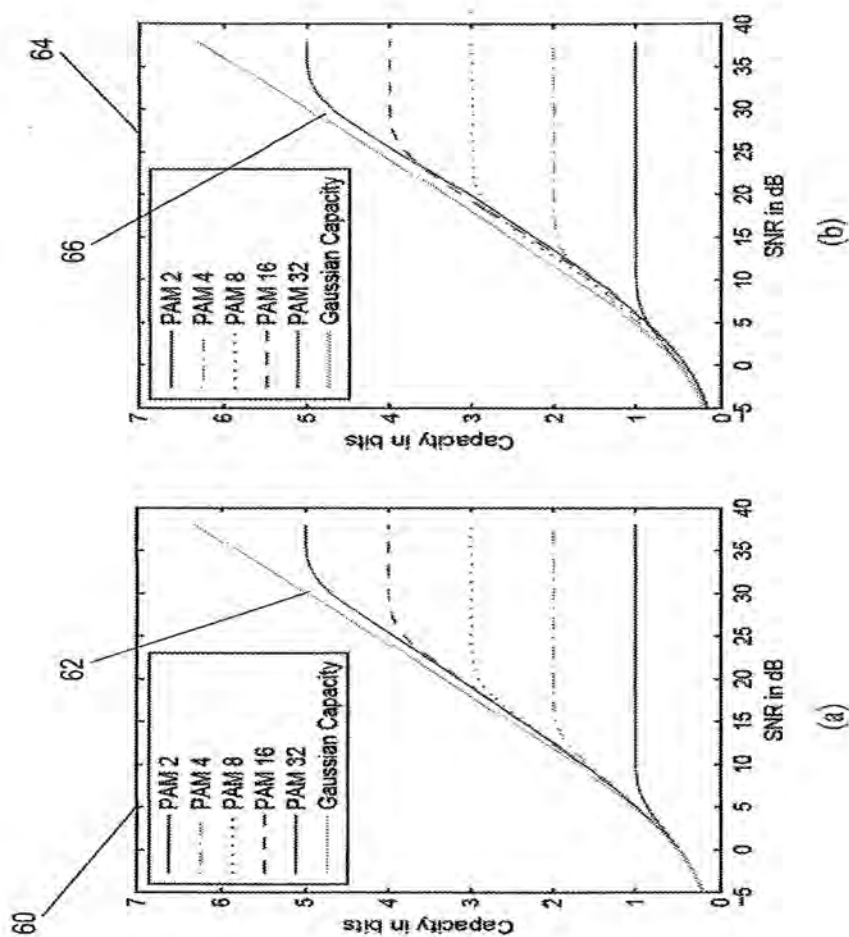 60
62
7
6
5
4
3
2
1
0
Capacity in bits
PAM 2
PAM 4
PAM 8
PAM 16
PAM 32
Gaussian Capacity
-5
0
5
10
15
20
25
30
35
40
SNR in dB
(a)
64
66
7
6
5
4
3
2
1
0
Capacity in bits
PAM 2
PAM 4
PAM 8
PAM 16
PAM 32
Gaussian Capacity
-5
0
5
10
15
20
25
30
35
40
SNR in dB
(b)